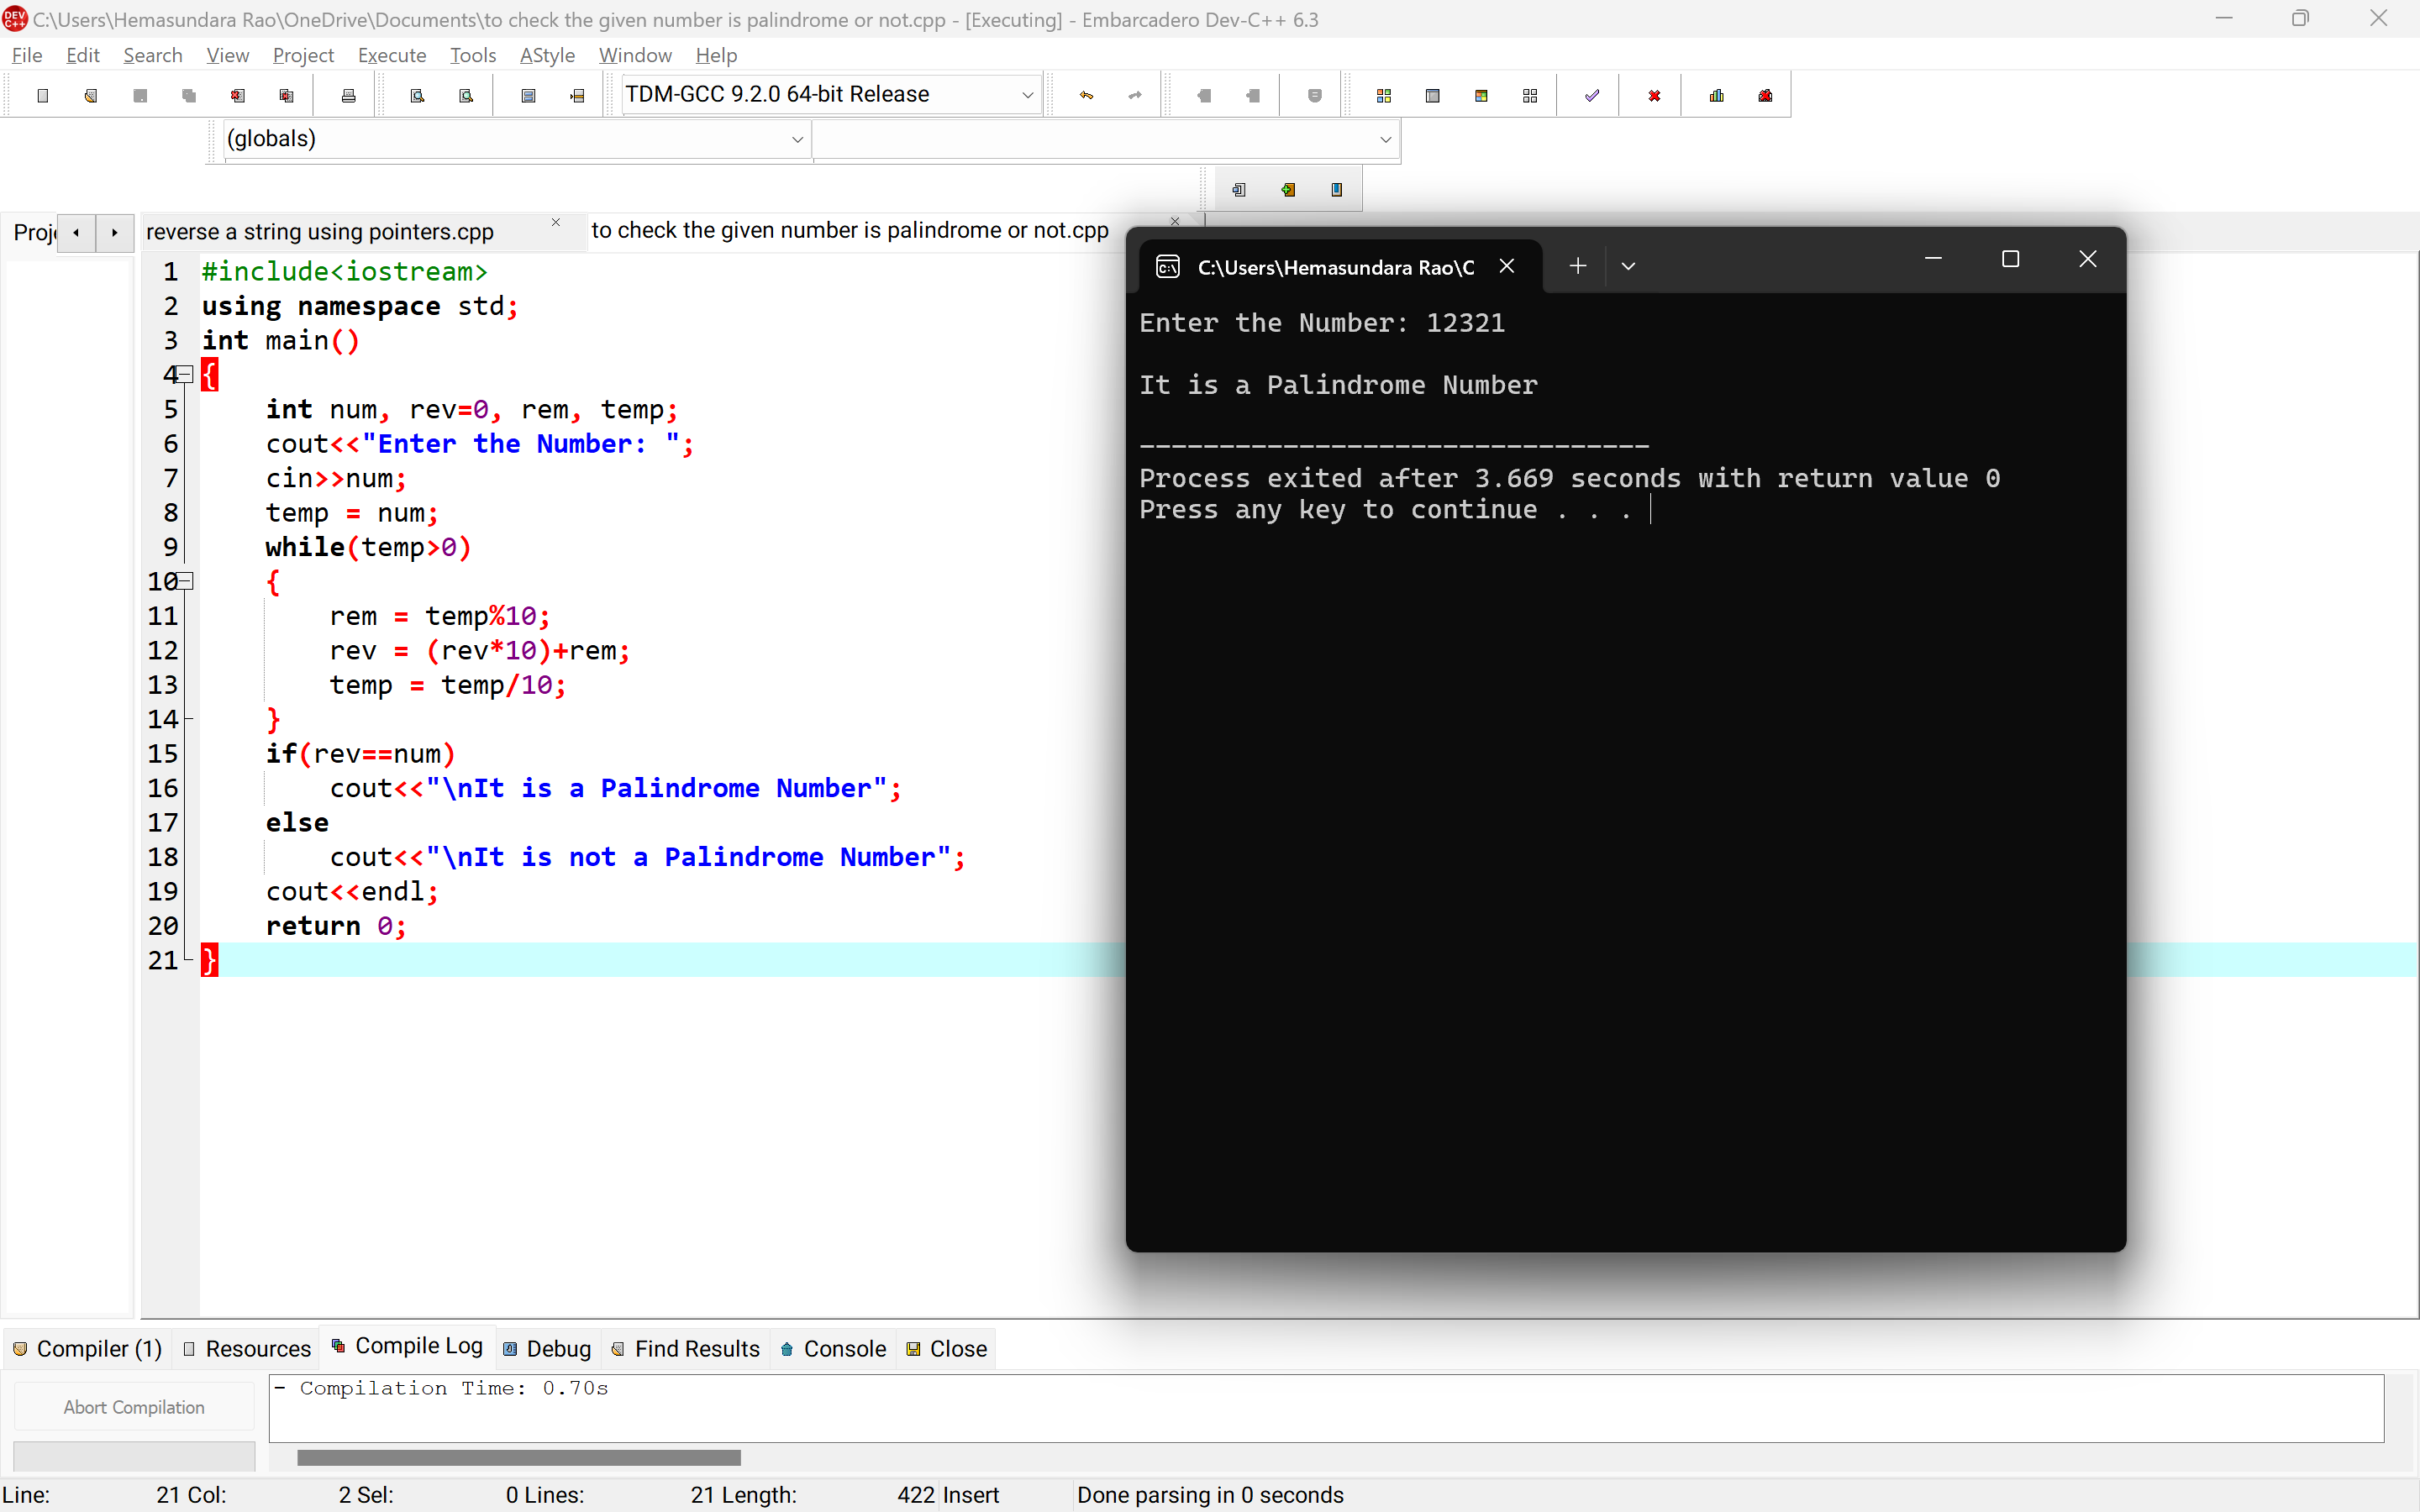 C:\Users\Hemasundara Rao\OneDrive\Documents\to check the given number is palindrome or not.cpp - [Executing] - Embarcadero Dev-C++ 6.3
File Edit Search View Project Execute Tools AStyle Window Help
TDM-GCC 9.2.0 64-bit Release
(globals)
reverse a string using pointers.cpp to check the given number is palindrome or not.cpp
1 #include<iostream>
2 using namespace std;
3 int main()
4 {
5 int num, rev=0, rem, temp;
6 cout<<"Enter the Number: ";
7 cin>>num;
8 temp = num;
9 while(temp>0)
10 {
11 rem = temp%10;
12 rev = (rev*10)+rem;
13 temp = temp/10;
14 }
15 if(rev==num)
16 cout<<"\nIt is a Palindrome Number";
17 else
18 cout<<"\nIt is not a Palindrome Number";
19 cout<<endl;
20 return 0;
21 }
C:\Users\Hemasundara Rao\C
Enter the Number: 12321
It is a Palindrome Number
--------------------------------
Process exited after 3.669 seconds with return value 0
Press any key to continue . . .
Compiler (1) Resources Compile Log Debug Find Results Console Close
Abort Compilation
- Compilation Time: 0.70s
Line: 21 Col: 2 Sel: 0 Lines: 21 Length: 422 Insert Done parsing in 0 seconds